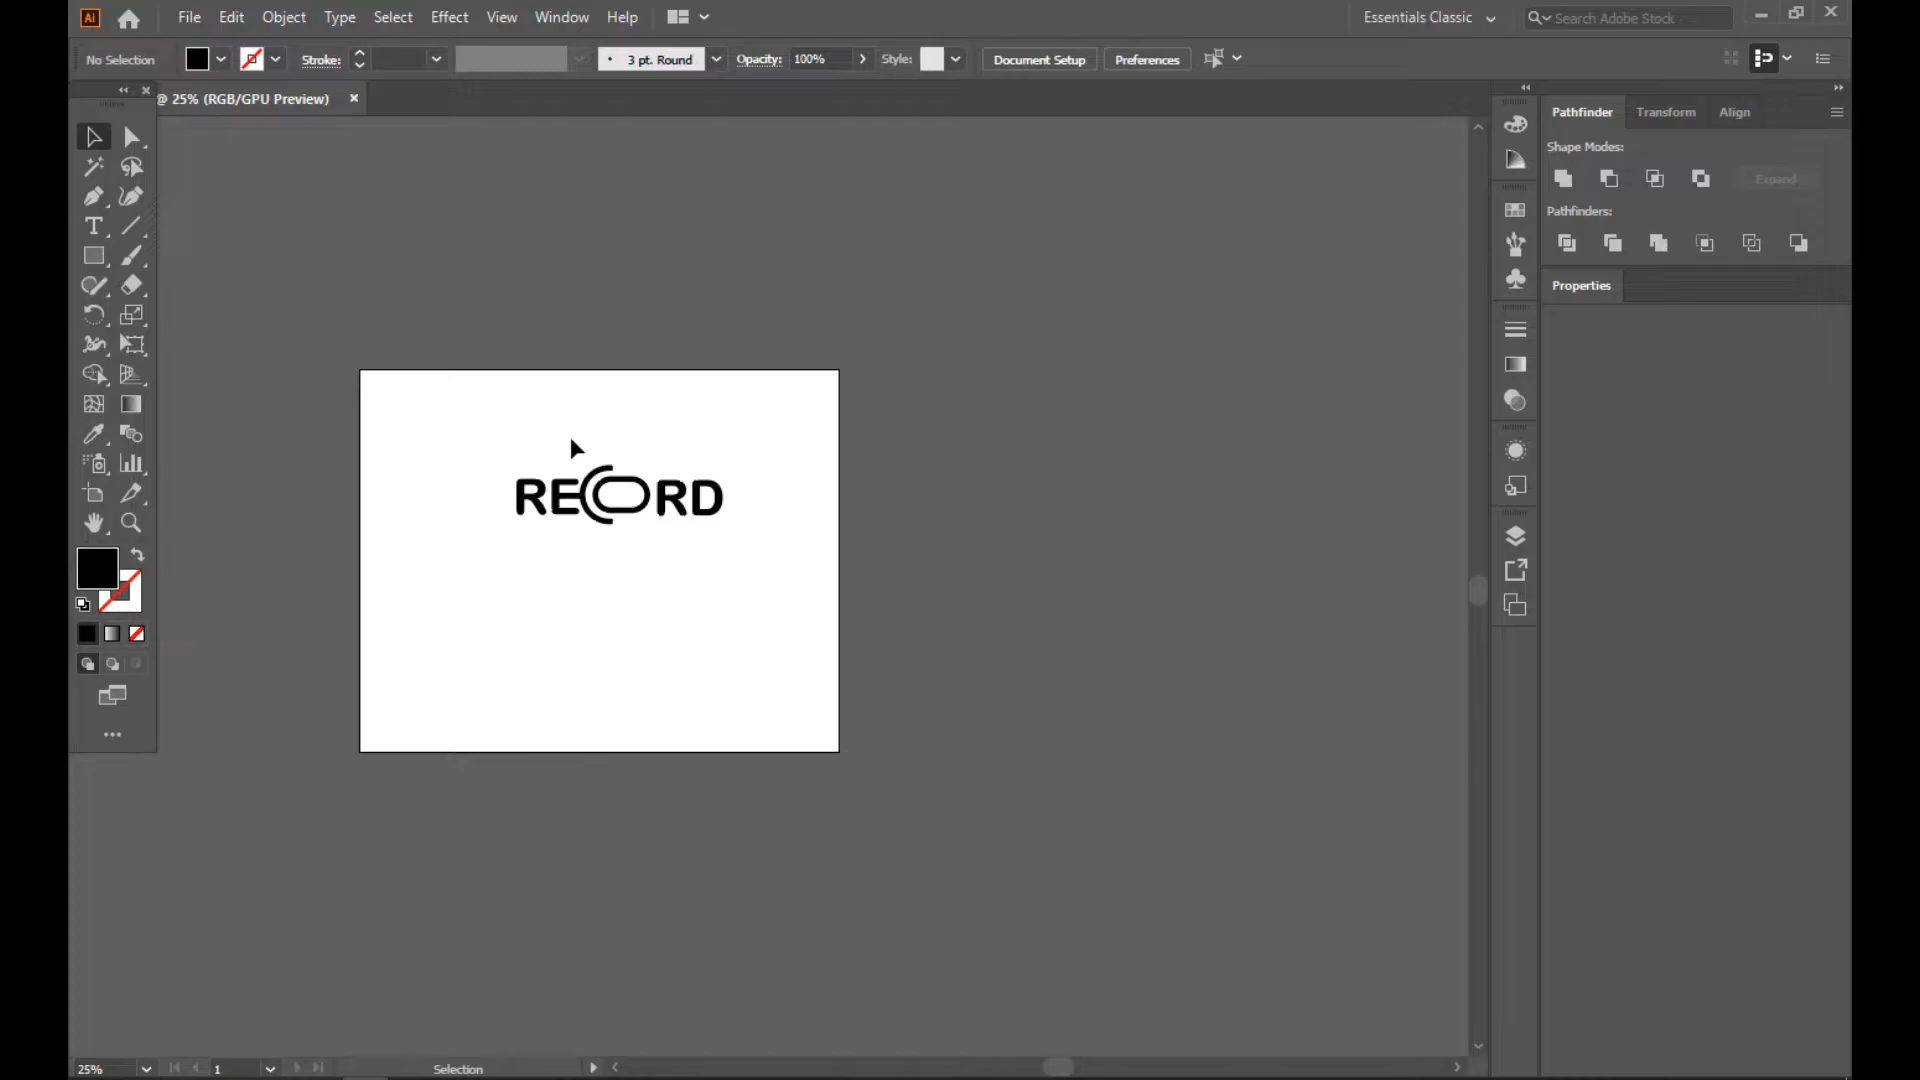 Ai
File Edit Object Type Select Effect View Window Help
Essentials Classic
Search Adobe Stock
No Selection
Stroke:
3 pt. Round
Opacity: 100%
Style:
Document Setup
Preferences
@ 25% (RGB/GPU Preview)
Pathfinder Transform Align
Shape Modes:
Expand
Pathfinders:
Properties
RECORD
25%
1
Selection